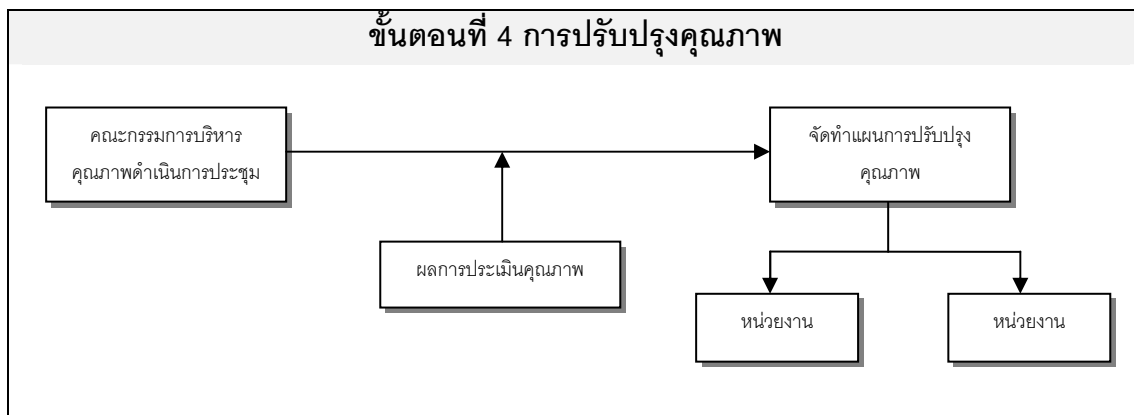 ขั้นตอนที่ 4 การปรับปรุงคุณภาพ
คณะกรรมการบริหาร
คุณภาพดำเนินการประชุม
จัดทำแผนการปรับปรุง
คุณภาพ
ผลการประเมินคุณภาพ
หน่วยงาน
หน่วยงาน